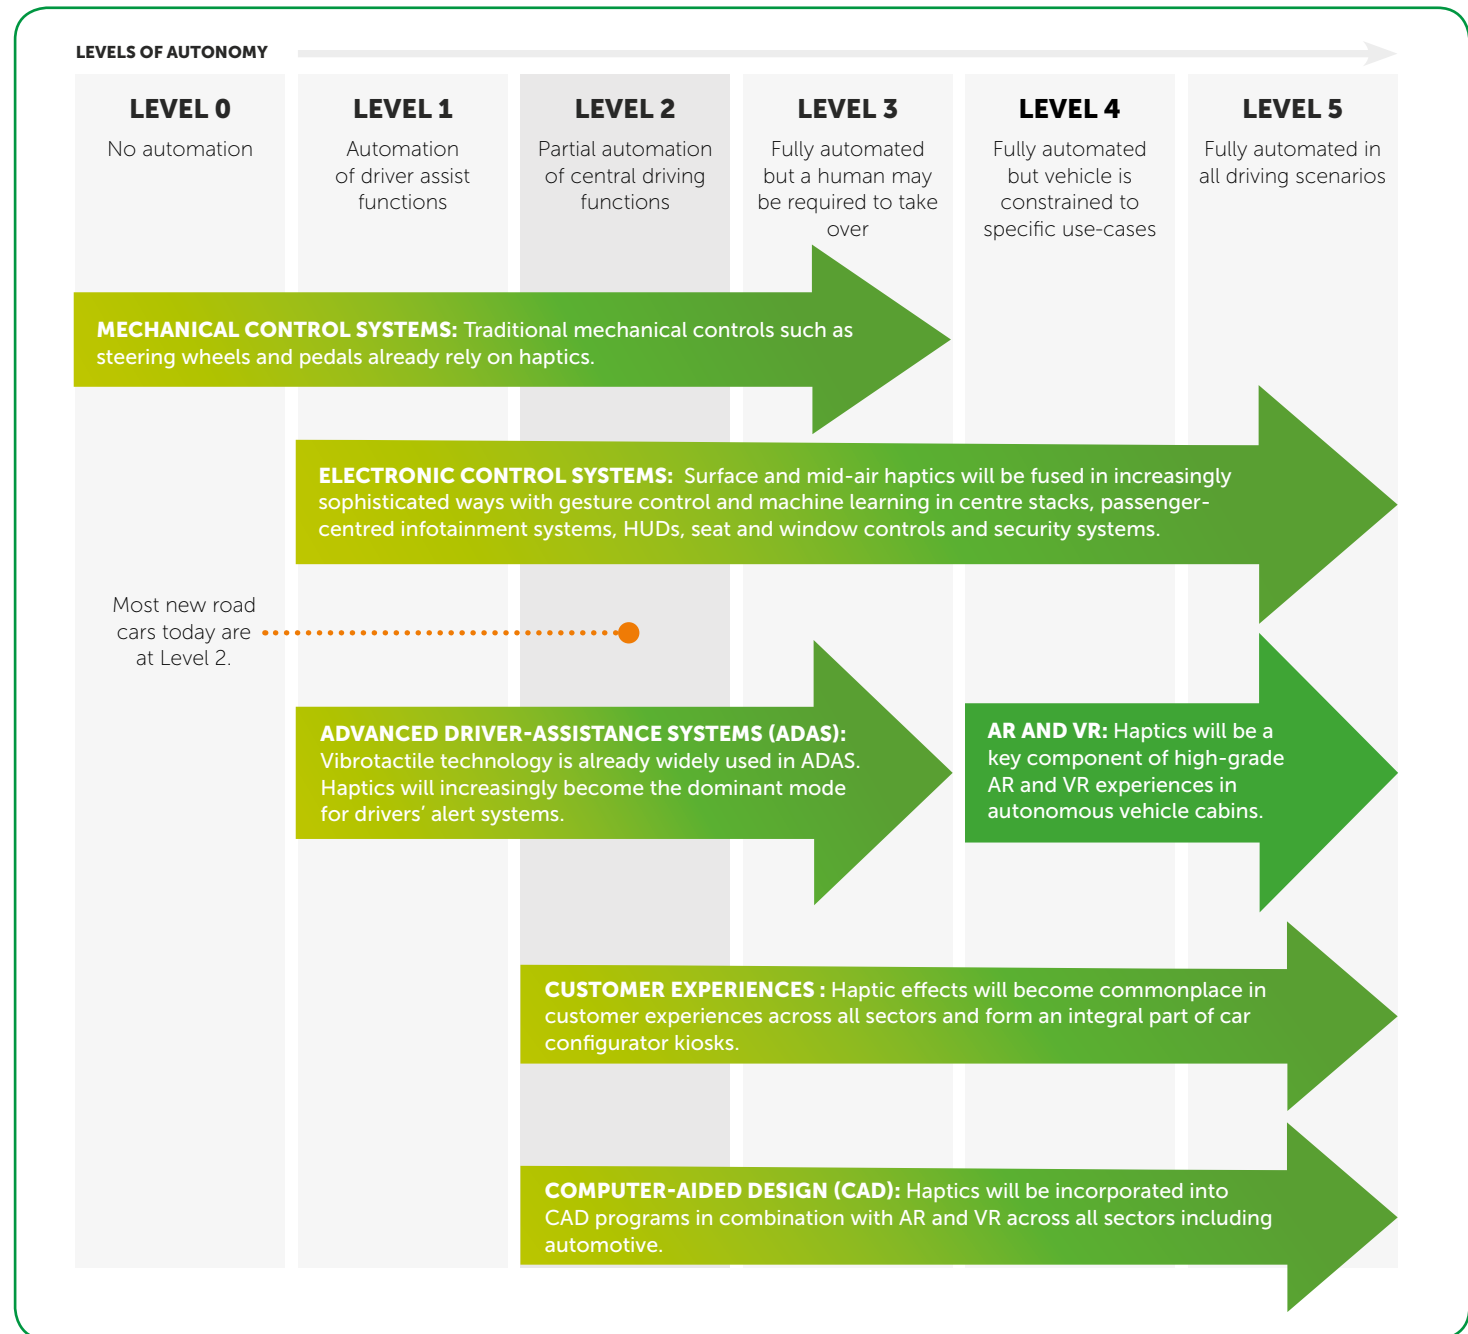 LEVELS OF AUTONOMY
LEVEL 0
No automation
LEVEL 1
Automation
of driver assist
functions
LEVEL 2
Partial automation
of central driving
functions
LEVEL 3
Fully automated
but a human may
be required to take
over
LEVEL 4
Fully automated
but vehicle is
constrained to
specific use-cases
LEVEL 5
Fully automated in
all driving scenarios
MECHANICAL CONTROL SYSTEMS: Traditional mechanical controls such as
steering wheels and pedals already rely on haptics.
ELECTRONIC CONTROL SYSTEMS: Surface and mid-air haptics will be fused in increasingly
sophisticated ways with gesture control and machine learning in centre stacks, passenger-
centred infotainment systems, HUDs, seat and window controls and security systems.
Most new road
cars today are
at Level 2.
ADVANCED DRIVER-ASSISTANCE SYSTEMS (ADAS):
Vibrotactile technology is already widely used in ADAS.
Haptics will increasingly become the dominant mode
for drivers’ alert systems.
AR AND VR: Haptics will be a
key component of high-grade
AR and VR experiences in
autonomous vehicle cabins.
CUSTOMER EXPERIENCES : Haptic effects will become commonplace in
customer experiences across all sectors and form an integral part of car
configurator kiosks.
COMPUTER-AIDED DESIGN (CAD): Haptics will be incorporated into
CAD programs in combination with AR and VR across all sectors including
automotive.